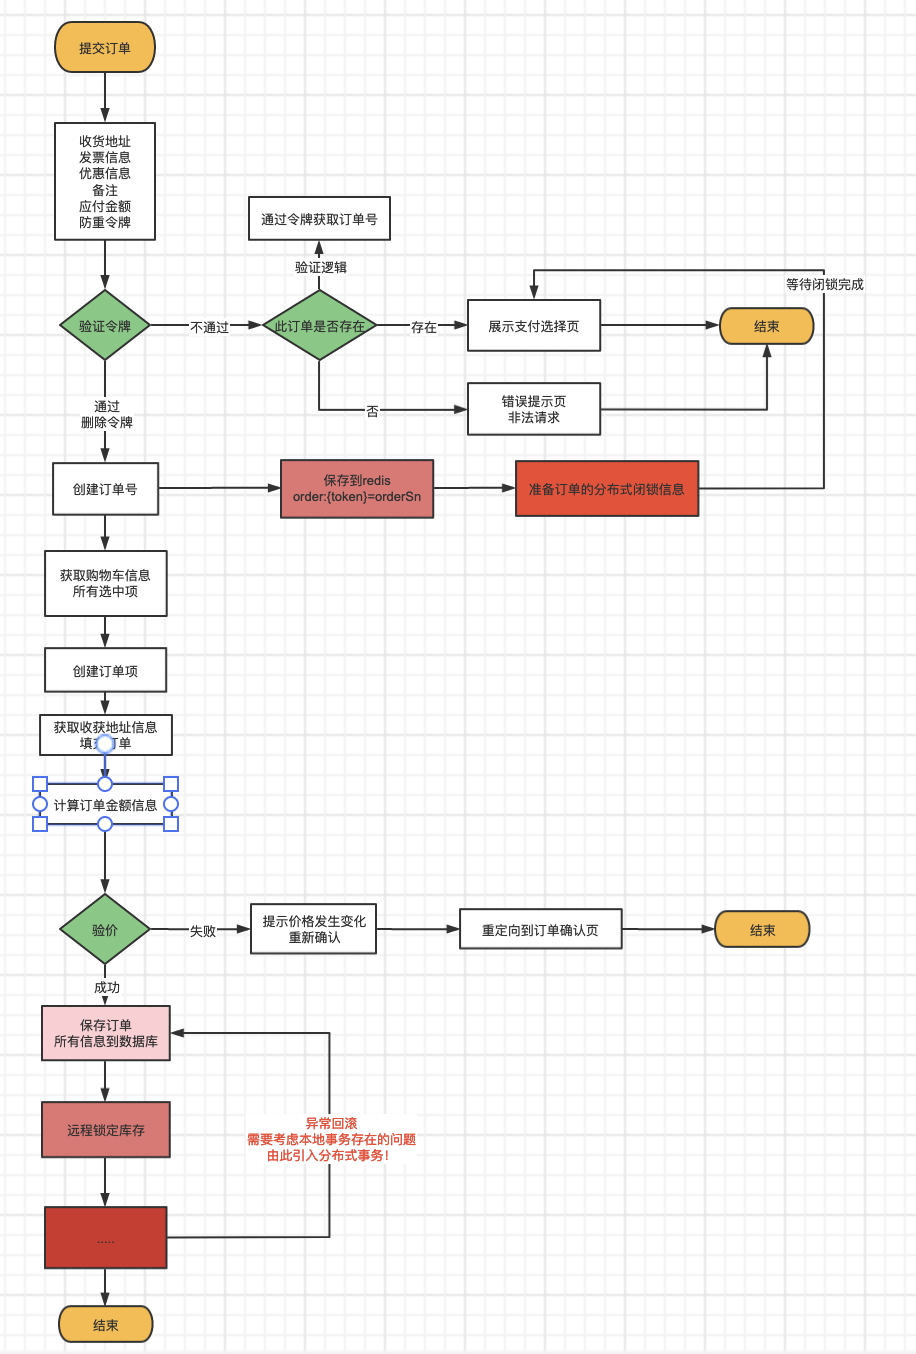 提交订单
收货地址
发票信息
优惠信息
备注
应付金额
防重令牌
通过令牌获取订单号
验证逻辑
等待闭锁完成
验证令牌
不通过
此订单是否存在
存在
展示支付选择页
结束
否
错误提示页
非法请求
通过
删除令牌
创建订单号
保存到redis
order:{token}=orderSn
准备订单的分布式闭锁信息
获取购物车信息
所有选中项
创建订单项
获取收获地址信息
填 订单
计算订单金额信息
验价
失败
提示价格发生变化
重新确认
重定向到订单确认页
结束
成功
保存订单
所有信息到数据库
远程锁定库存
异常回滚
需要考虑本地事务存在的问题
由此引入分布式事务！
.....
结束